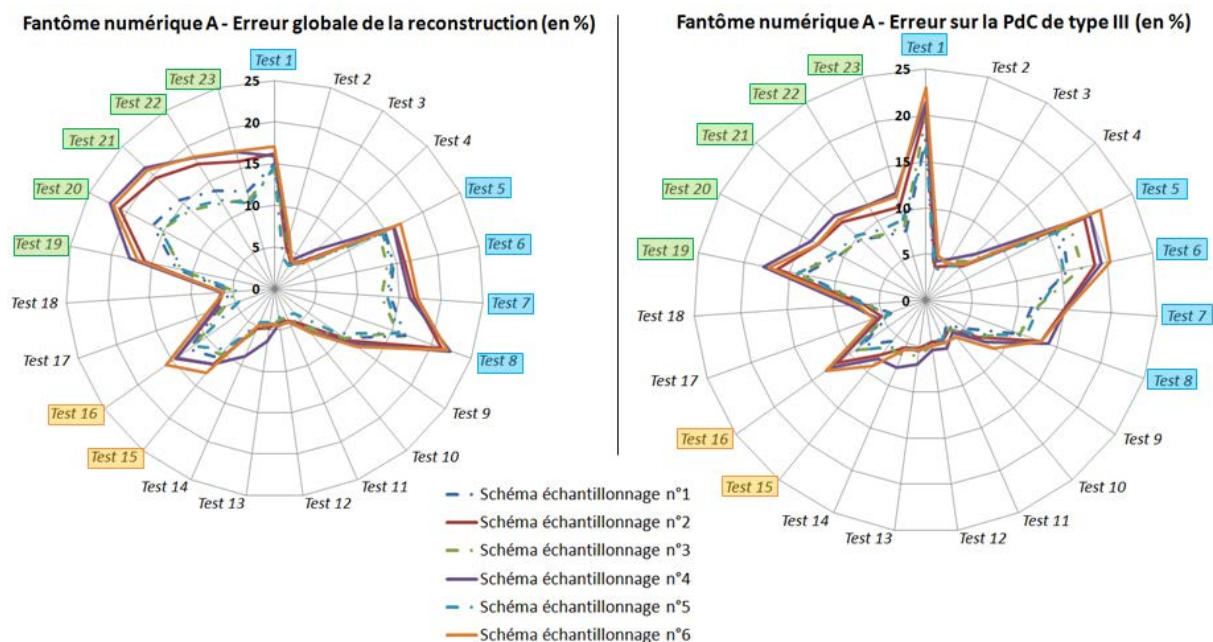 Fantôme numérique A - Erreur globale de la reconstruction (en %)
Test 1
Test 2
Test 3
Test 4
Test 5
Test 6
Test 7
Test 8
Test 9
Test 10
Test 11
Test 12
Test 13
Test 14
Test 15
Test 16
Test 17
Test 18
Test 19
Test 20
Test 21
Test 22
Test 23
25
20
15
10
5
0
Fantôme numérique A - Erreur sur la PdC de type III (en %)
Test 1
Test 2
Test 3
Test 4
Test 5
Test 6
Test 7
Test 8
Test 9
Test 10
Test 11
Test 12
Test 13
Test 14
Test 15
Test 16
Test 17
Test 18
Test 19
Test 20
Test 21
Test 22
Test 23
25
20
15
10
5
0
Schéma échantillonnage n°1
Schéma échantillonnage n°2
Schéma échantillonnage n°3
Schéma échantillonnage n°4
Schéma échantillonnage n°5
Schéma échantillonnage n°6